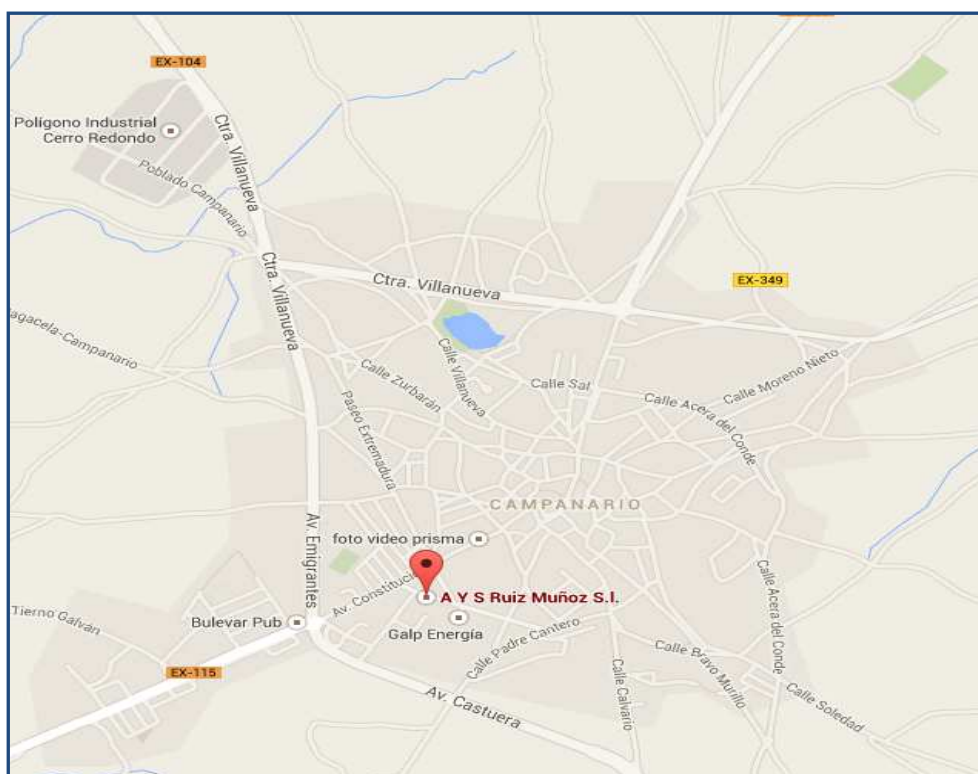 EX-104
Polígono Industrial
Cerro Redondo
Ctra. Villanueva
Poblado Campanario
Ctra. Villanueva
Ctra. Villanueva
EX-349
agacela-Campanario
Calle Villanueva
Calle Zurbarán
Calle Sal
Calle Moreno Nieto
Calle Acera del Conde
Paseo Extremadura
CAMPANARIO
Av. Emigrantes
foto video prisma
Av. Constitució
A Y S Ruiz Muñoz S.l.
Calle Acera del Conde
Tierno Galván
Bulevar Pub
Galp Energía
Calle Padre Cantero
Calle Bravo Murillo
EX-115
Av. Castuera
Calle Calvario
Calle Soledad